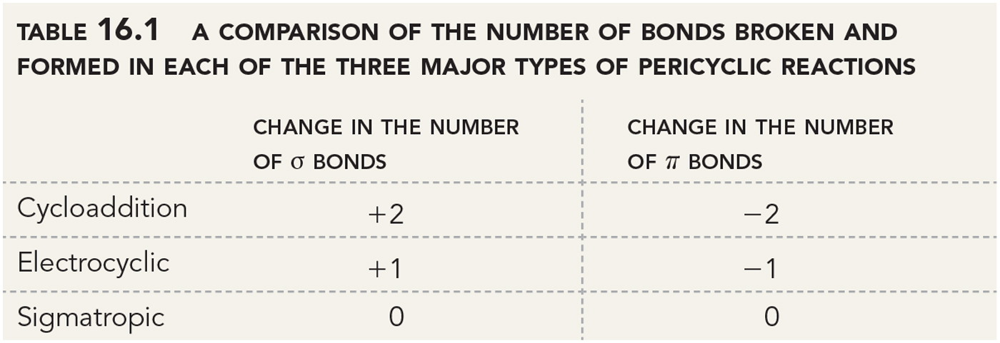 TABLE 16.1 A COMPARISON OF THE NUMBER OF BONDS BROKEN AND
FORMED IN EACH OF THE THREE MAJOR TYPES OF PERICYCLIC REACTIONS
CHANGE IN THE NUMBER
OF σ BONDS
CHANGE IN THE NUMBER
OF π BONDS
Cycloaddition +2 −2
Electrocyclic +1 −1
Sigmatropic 0 0